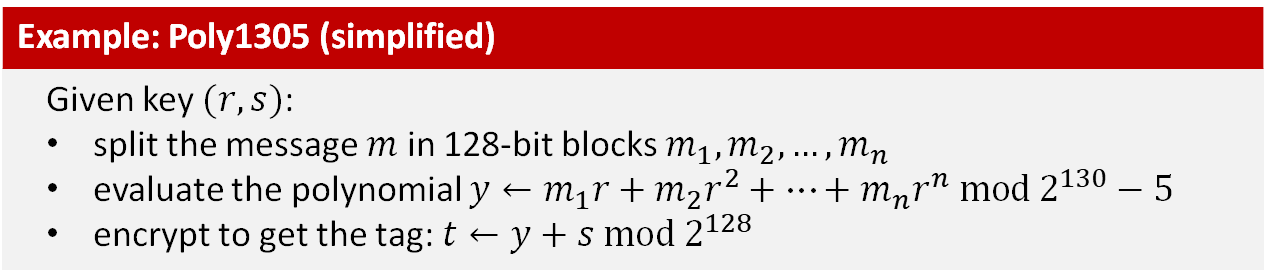 Example: Poly1305 (simplified)
Given key (𝑟, 𝑠):
• split the message 𝑚 in 128-bit blocks 𝑚₁, 𝑚₂, … , 𝑚ₙ
• evaluate the polynomial 𝑦 ← 𝑚₁𝑟 + 𝑚₂𝑟² + ⋯ + 𝑚ₙ𝑟ⁿ mod 2¹³⁰ − 5
• encrypt to get the tag: 𝑡 ← 𝑦 + 𝑠 mod 2¹²⁸